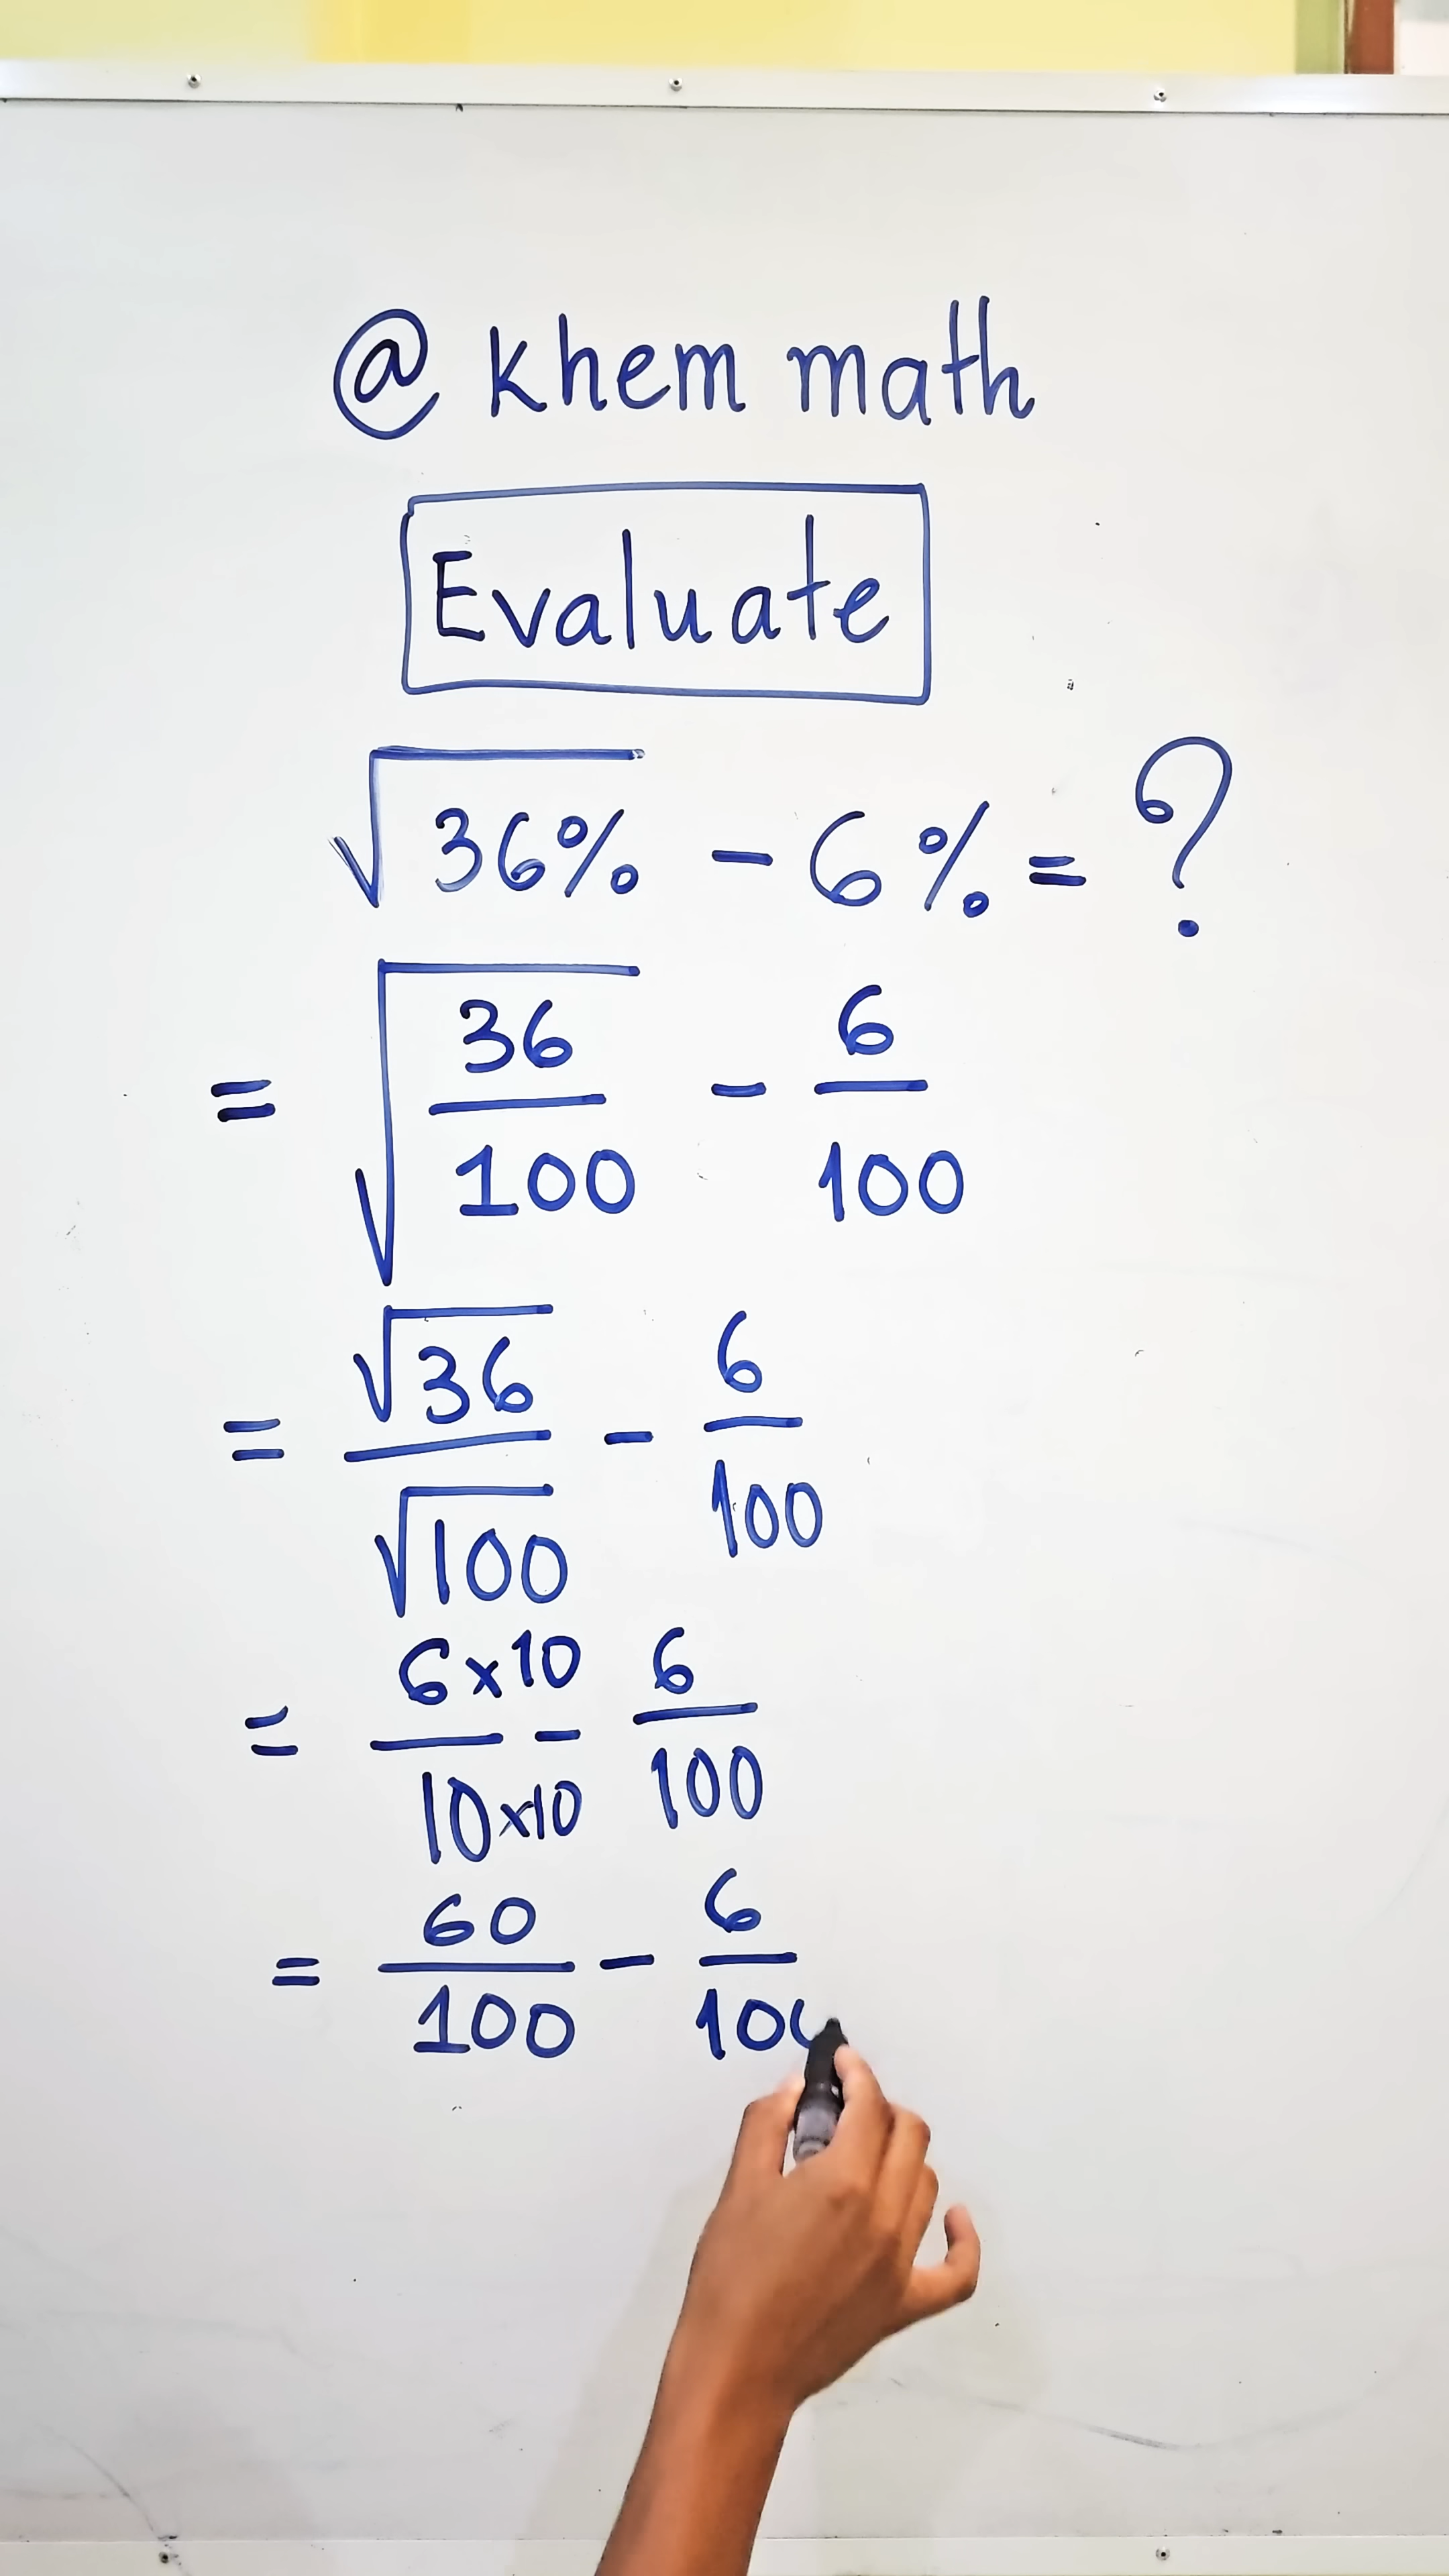 @ khem math
Evaluate
√36% - 6% = ?
= √(36/100) - 6/100
= √36/√100 - 6/100
= 6×10/10×10 - 6/100
= 60/100 - 6/100